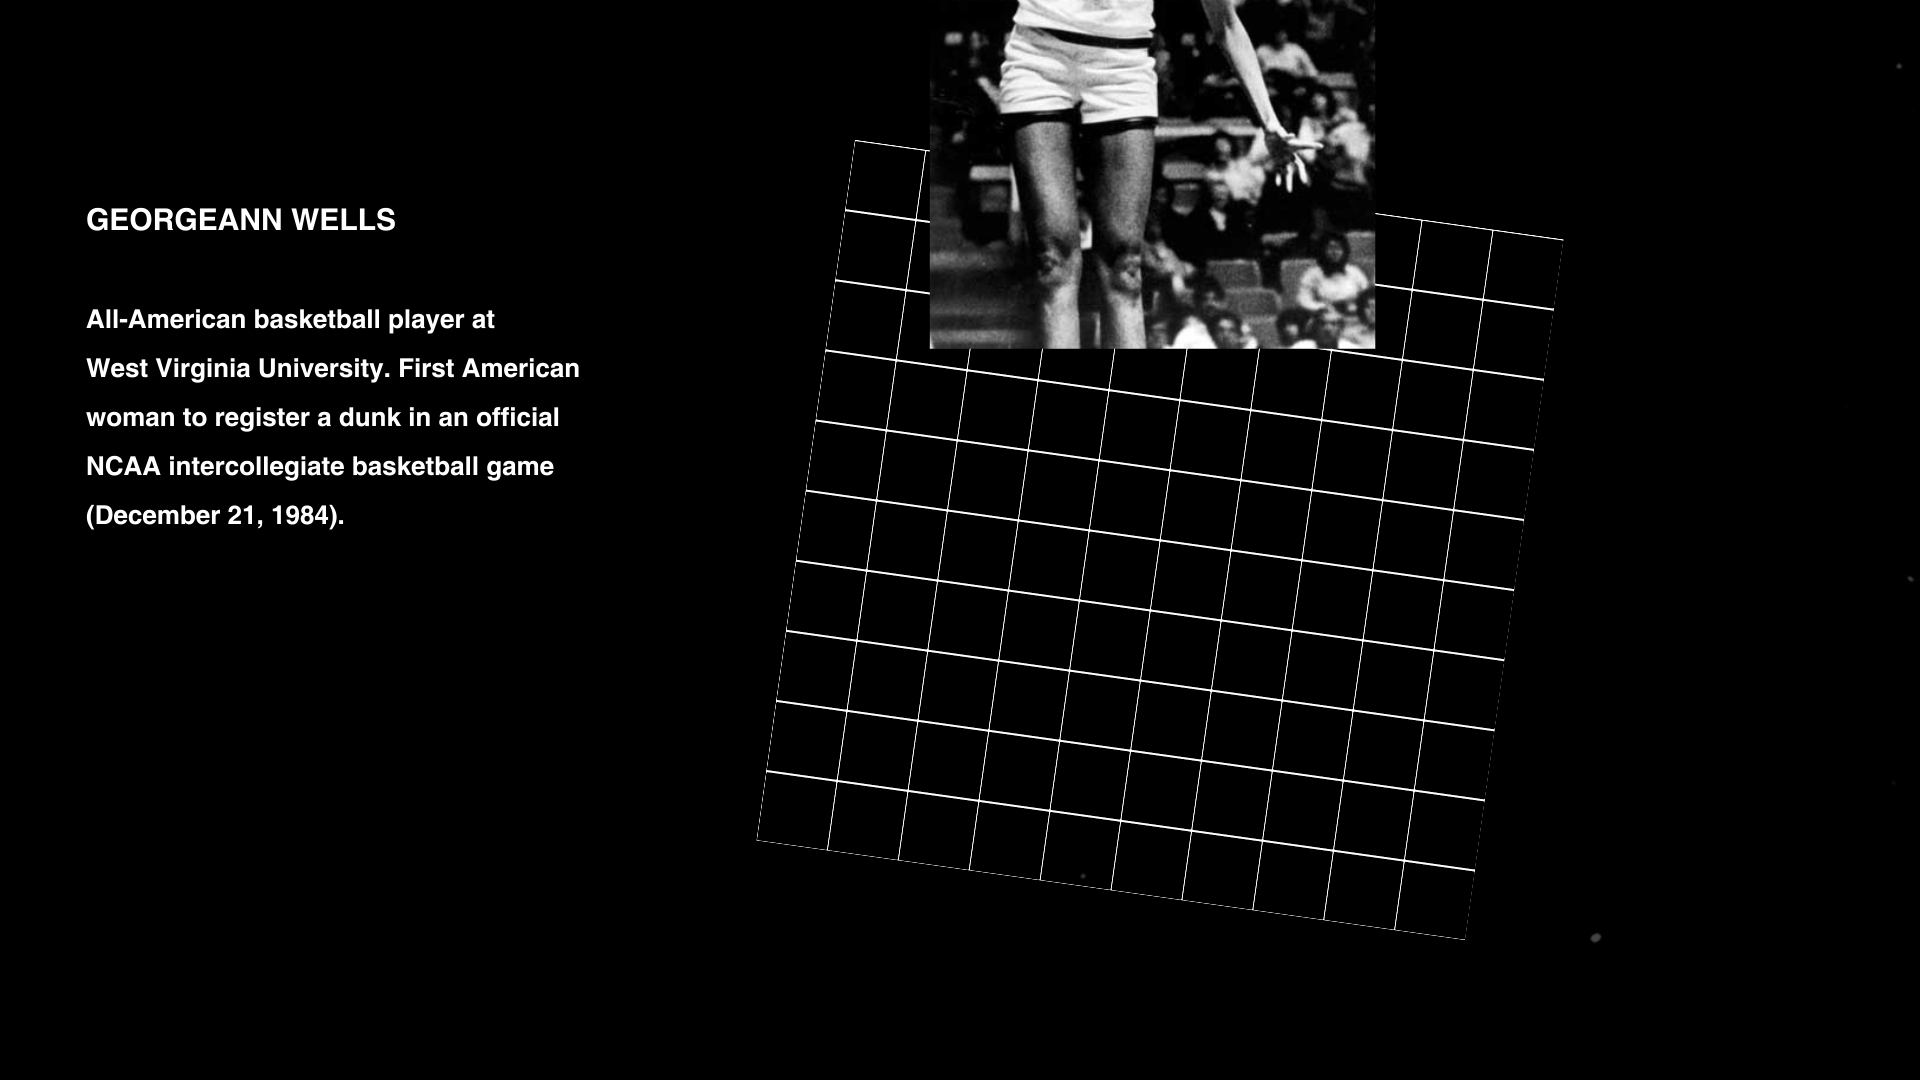 GEORGEANN WELLS
All-American basketball player at
West Virginia University. First American
woman to register a dunk in an official
NCAA intercollegiate basketball game
(December 21, 1984).